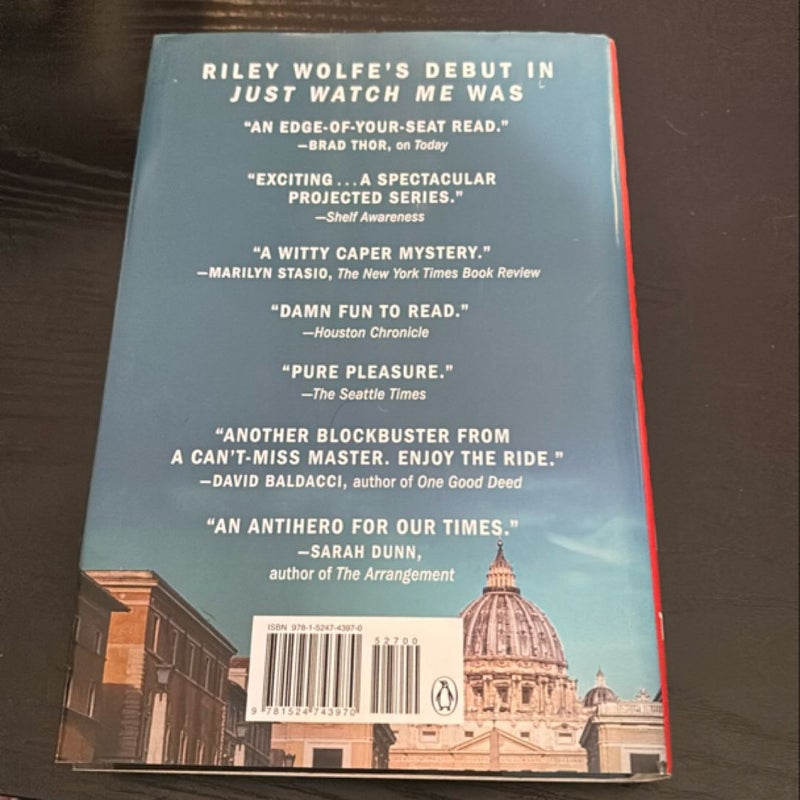 RILEY WOLFE'S DEBUT IN
JUST WATCH ME WAS
“AN EDGE-OF-YOUR-SEAT READ.”
—BRAD THOR, on Today
“EXCITING...A SPECTACULAR
PROJECTED SERIES.”
—Shelf Awareness
“A WITTY CAPER MYSTERY.”
—MARILYN STASIO, The New York Times Book Review
“DAMN FUN TO READ.”
—Houston Chronicle
“PURE PLEASURE.”
—The Seattle Times
“ANOTHER BLOCKBUSTER FROM
A CAN'T-MISS MASTER. ENJOY THE RIDE.”
—DAVID BALDACCI, author of One Good Deed
“AN ANTIHERO FOR OUR TIMES.”
—SARAH DUNN,
author of The Arrangement
ISBN 978-1-5247-4397-0
52700
9 781524 743970